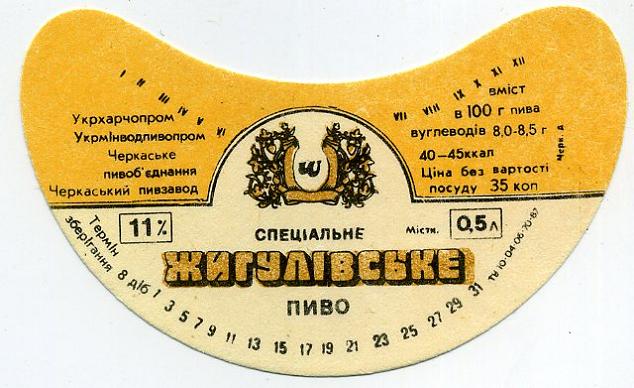 I II III IV V VI
Укрхарчопром
Укрмінводливопром
Черкаське
пивоб'єднання
Черкаський пивзавод
VII VIII IX X XI XII
вміст
в 100 г пива
вуглеводів 8,0-8,5 г
40—45ккал
Ціна без вартості
посуду 35 коп
Черк. д.
11%
СПЕЦІАЛЬНЕ
Містк. 0,5л
ЖИГУЛІВСЬКЕ
ПИВО
Термін
зберігання 8 діб
1 3 5 7 9 11 13 15 17 19 21 23 25 27 29 31
ТУ 10-04-06-70-87